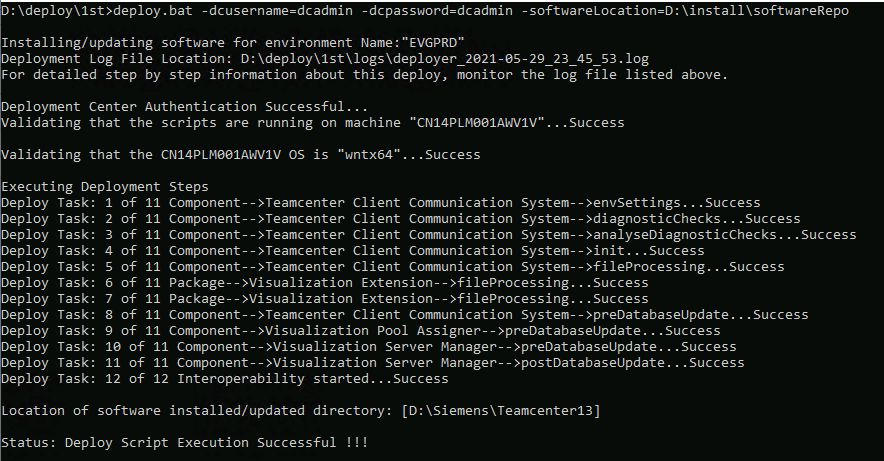 D:\deploy\1st>deploy.bat -dcusername=dcadmin -dcpassword=dcadmin -softwareLocation=D:\install\softwareRepo
Installing/updating software for environment Name:"EVGPRD"
Deployment Log File Location: D:\deploy\1st\logs\deployer_2021-05-29_23_45_53.log
For detailed step by step information about this deploy, monitor the log file listed above.
Deployment Center Authentication Successful...
Validating that the scripts are running on machine "CN14PLM001AWV1V"...Success
Validating that the CN14PLM001AWV1V OS is "wntx64"...Success
Executing Deployment Steps
Deploy Task: 1 of 11 Component-->Teamcenter Client Communication System-->envSettings...Success
Deploy Task: 2 of 11 Component-->Teamcenter Client Communication System-->diagnosticChecks...Success
Deploy Task: 3 of 11 Component-->Teamcenter Client Communication System-->analyseDiagnosticChecks...Success
Deploy Task: 4 of 11 Component-->Teamcenter Client Communication System-->init...Success
Deploy Task: 5 of 11 Component-->Teamcenter Client Communication System-->fileProcessing...Success
Deploy Task: 6 of 11 Package-->Visualization Extension-->fileProcessing...Success
Deploy Task: 7 of 11 Package-->Visualization Extension-->fileProcessing...Success
Deploy Task: 8 of 11 Component-->Teamcenter Client Communication System-->preDatabaseUpdate...Success
Deploy Task: 9 of 11 Component-->Visualization Pool Assigner-->preDatabaseUpdate...Success
Deploy Task: 10 of 11 Component-->Visualization Server Manager-->preDatabaseUpdate...Success
Deploy Task: 11 of 11 Component-->Visualization Server Manager-->postDatabaseUpdate...Success
Deploy Task: 12 of 12 Interoperability started...Success
Location of software installed/updated directory: [D:\Siemens\Teamcenter13]
Status: Deploy Script Execution Successful !!!